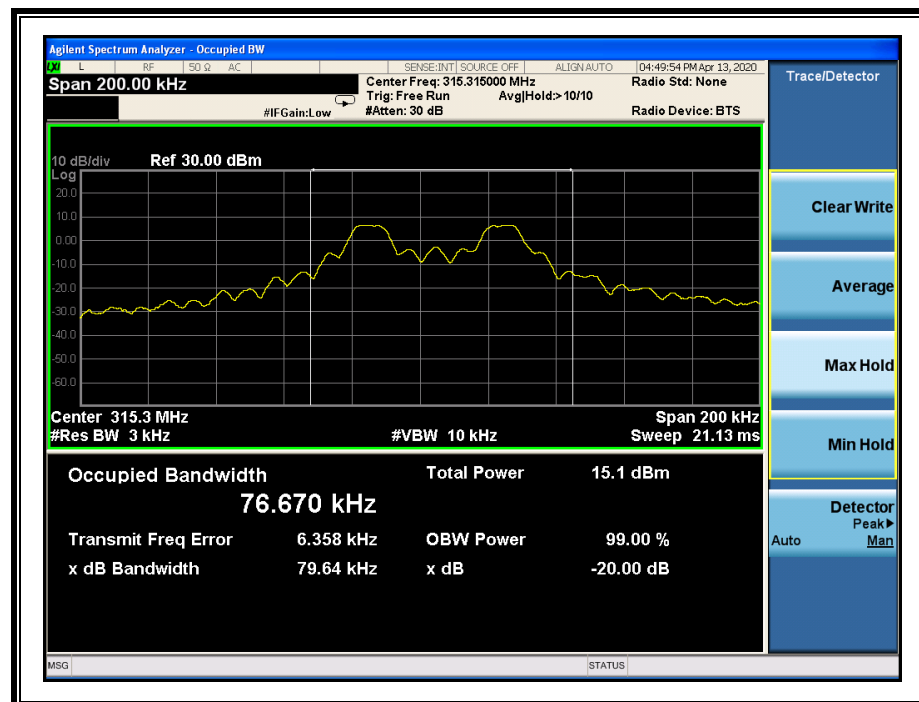 Agilent Spectrum Analyzer - Occupied BW
LXI L RF 50 Ω AC SENSE:INT SOURCE OFF ALIGN AUTO 04:49:54 PM Apr 13, 2020
Span 200.00 kHz
Center Freq: 315.315000 MHz
Radio Std: None
Trig: Free Run Avg|Hold:> 10/10
#IFGain:Low
#Atten: 30 dB
Radio Device: BTS
10 dB/div Ref 30.00 dBm
Log
20.0
10.0
0.00
-10.0
-20.0
-30.0
-40.0
-50.0
-60.0
Center 315.3 MHz Span 200 kHz
#Res BW 3 kHz #VBW 10 kHz Sweep 21.13 ms
Occupied Bandwidth Total Power 15.1 dBm
76.670 kHz
Transmit Freq Error 6.358 kHz OBW Power 99.00 %
x dB Bandwidth 79.64 kHz x dB -20.00 dB
MSG STATUS
Trace/Detector
Clear Write
Average
Max Hold
Min Hold
Detector
Peak▶
Auto Man